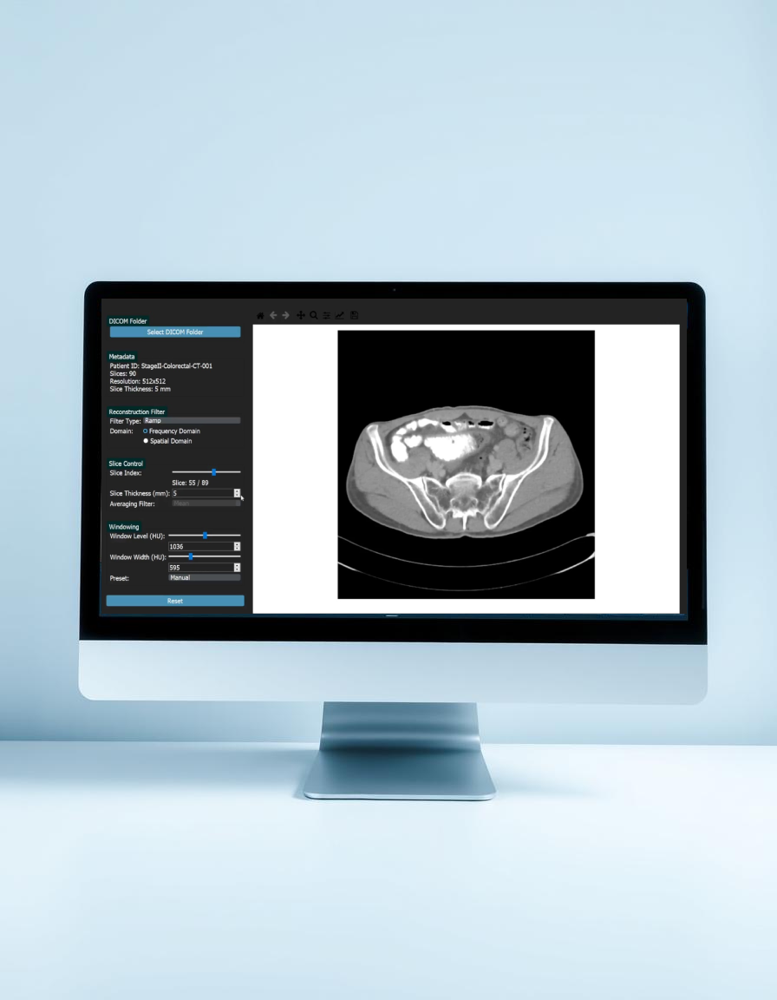 DICOM Folder
Select DICOM Folder
Metadata
Patient ID: StageII-Colorectal-CT-001
Slices: 90
Resolution: 512x512
Slice Thickness: 5 mm
Reconstruction Filter
Filter Type: Ramp
Domain: Frequency Domain
Spatial Domain
Slice Control
Slice Index:
Slice: 55 / 89
Slice Thickness (mm): 5
Averaging Filter: Mean
Windowing
Window Level (HU):
1036
Window Width (HU):
595
Preset: Manual
Reset